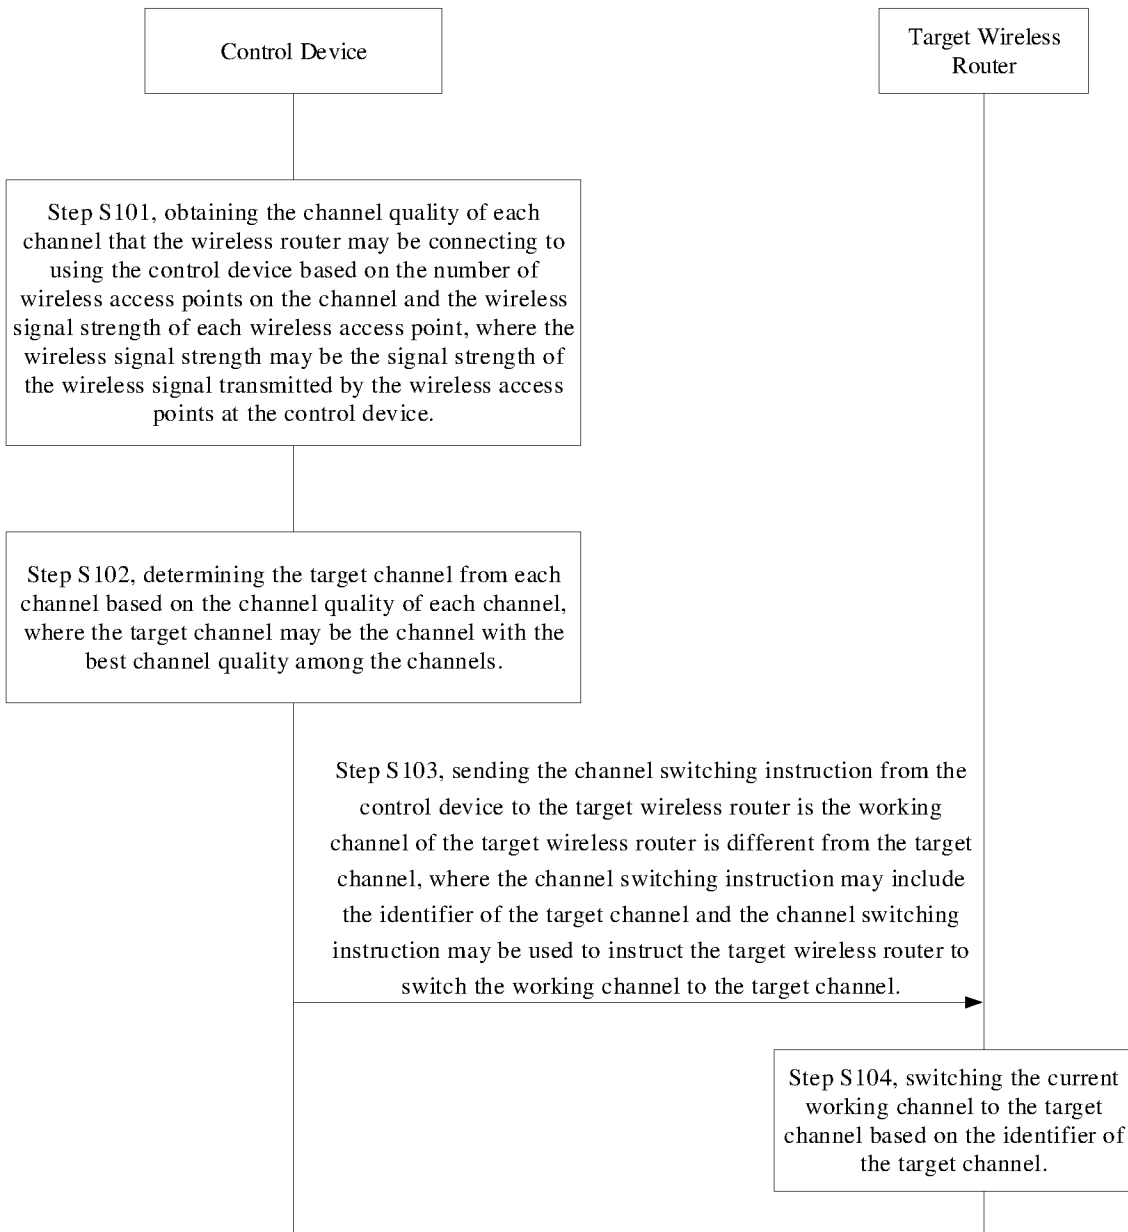 Control Device
Target Wireless
Router
Step S101, obtaining the channel quality of each
channel that the wireless router may be connecting to
using the control device based on the number of
wireless access points on the channel and the wireless
signal strength of each wireless access point, where the
wireless signal strength may be the signal strength of
the wireless signal transmitted by the wireless access
points at the control device.
Step S102, determining the target channel from each
channel based on the channel quality of each channel,
where the target channel may be the channel with the
best channel quality among the channels.
Step S103, sending the channel switching instruction from the
control device to the target wireless router is the working
channel of the target wireless router is different from the target
channel, where the channel switching instruction may include
the identifier of the target channel and the channel switching
instruction may be used to instruct the target wireless router to
switch the working channel to the target channel.
Step S104, switching the current
working channel to the target
channel based on the identifier of
the target channel.